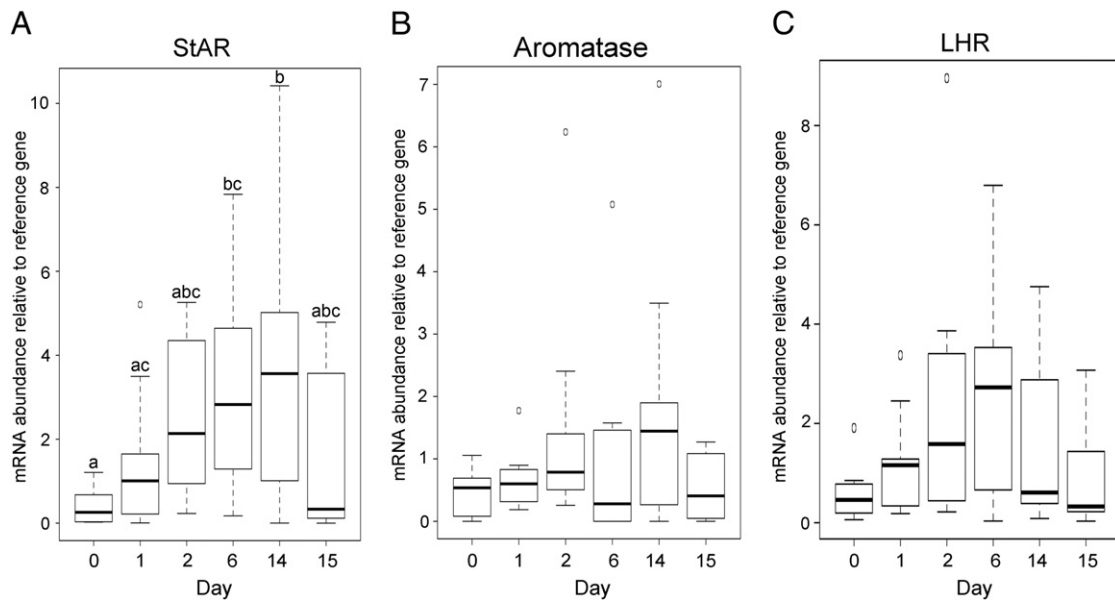 A
StAR
mRNA abundance relative to reference gene
10
8
6
4
2
0
a
ac
abc
bc
b
abc
0 1 2 6 14 15
Day
B
Aromatase
mRNA abundance relative to reference gene
7
6
5
4
3
2
1
0
0 1 2 6 14 15
Day
C
LHR
mRNA abundance relative to reference gene
8
6
4
2
0
0 1 2 6 14 15
Day